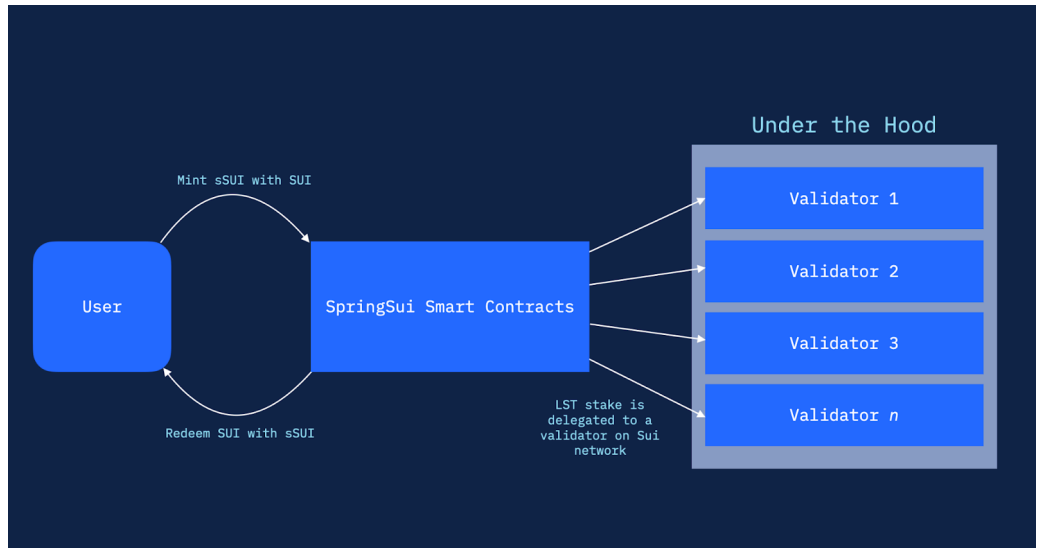 Under the Hood
Mint sSUI with SUI
User
SpringSui Smart Contracts
Redeem SUI with sSUI
LST stake is
delegated to a
validator on Sui
network
Validator 1
Validator 2
Validator 3
Validator n